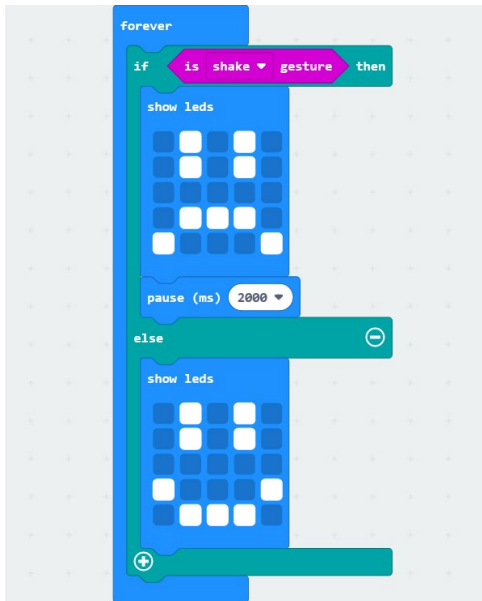 forever
if is shake gesture then
show leds
pause (ms) 2000
else
show leds